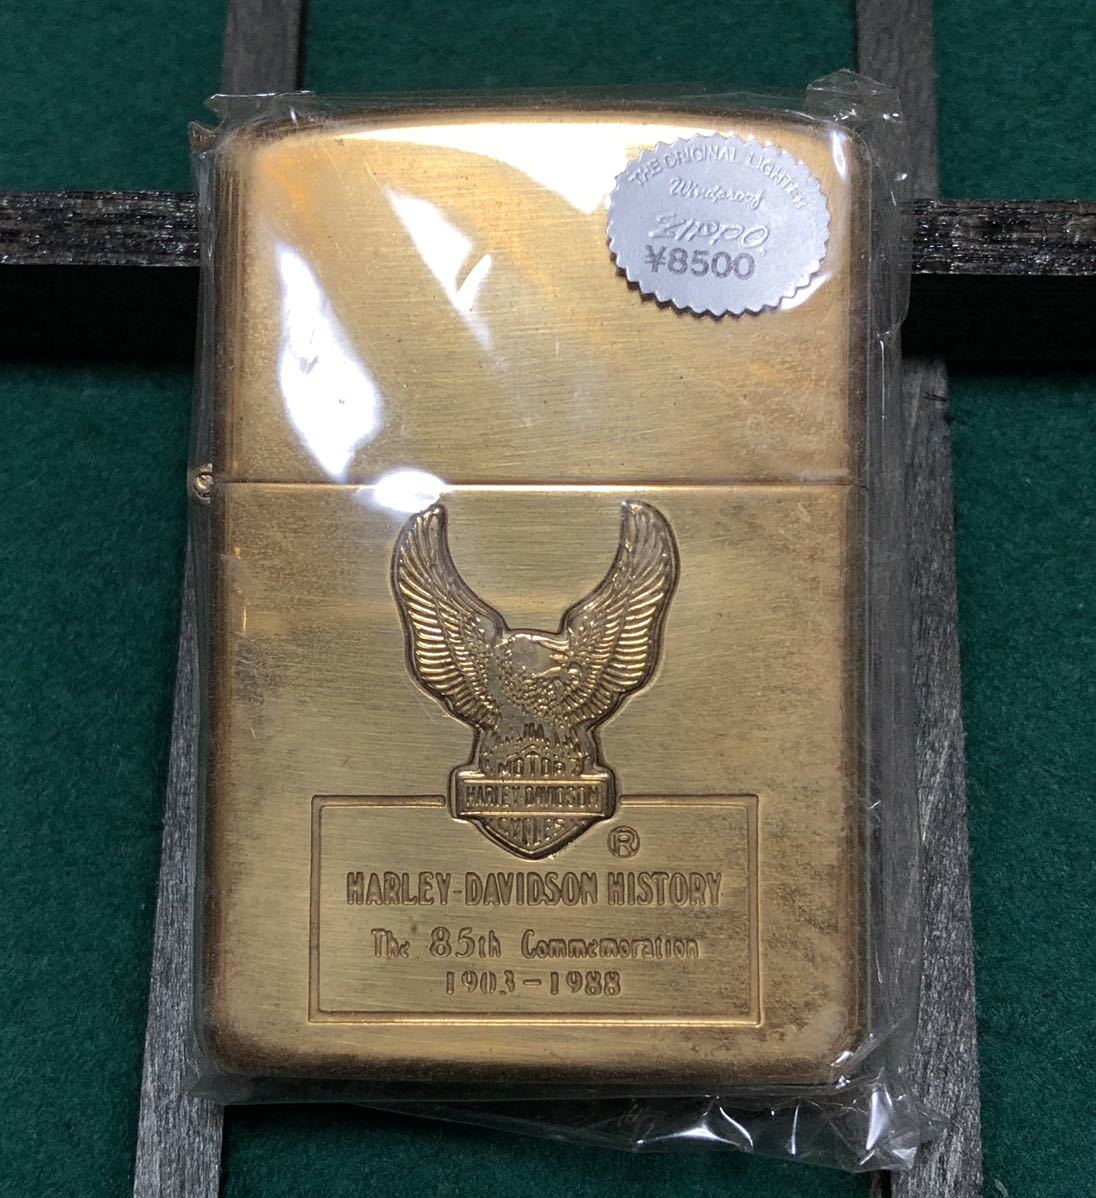 THE ORIGINAL LIGHTER
Windproof
ZIPPO
¥8500
MOTOR
HARLEY-DAVIDSON
CYCLES
®
HARLEY-DAVIDSON HISTORY
The 85th Commemoration
1903-1988